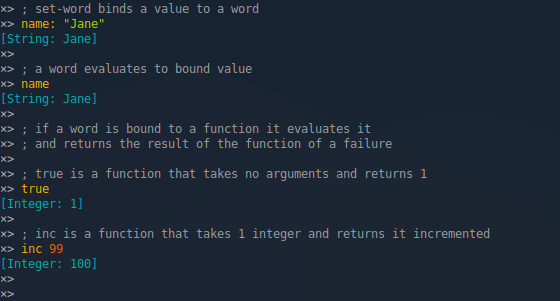 ×> ; set-word binds a value to a word
×> name: "Jane"
[String: Jane]
×>
×> ; a word evaluates to bound value
×> name
[String: Jane]
×>
×> ; if a word is bound to a function it evaluates it
×> ; and returns the result of the function of a failure
×>
×> ; true is a function that takes no arguments and returns 1
×> true
[Integer: 1]
×>
×> ; inc is a function that takes 1 integer and returns it incremented
×> inc 99
[Integer: 100]
×>
×>